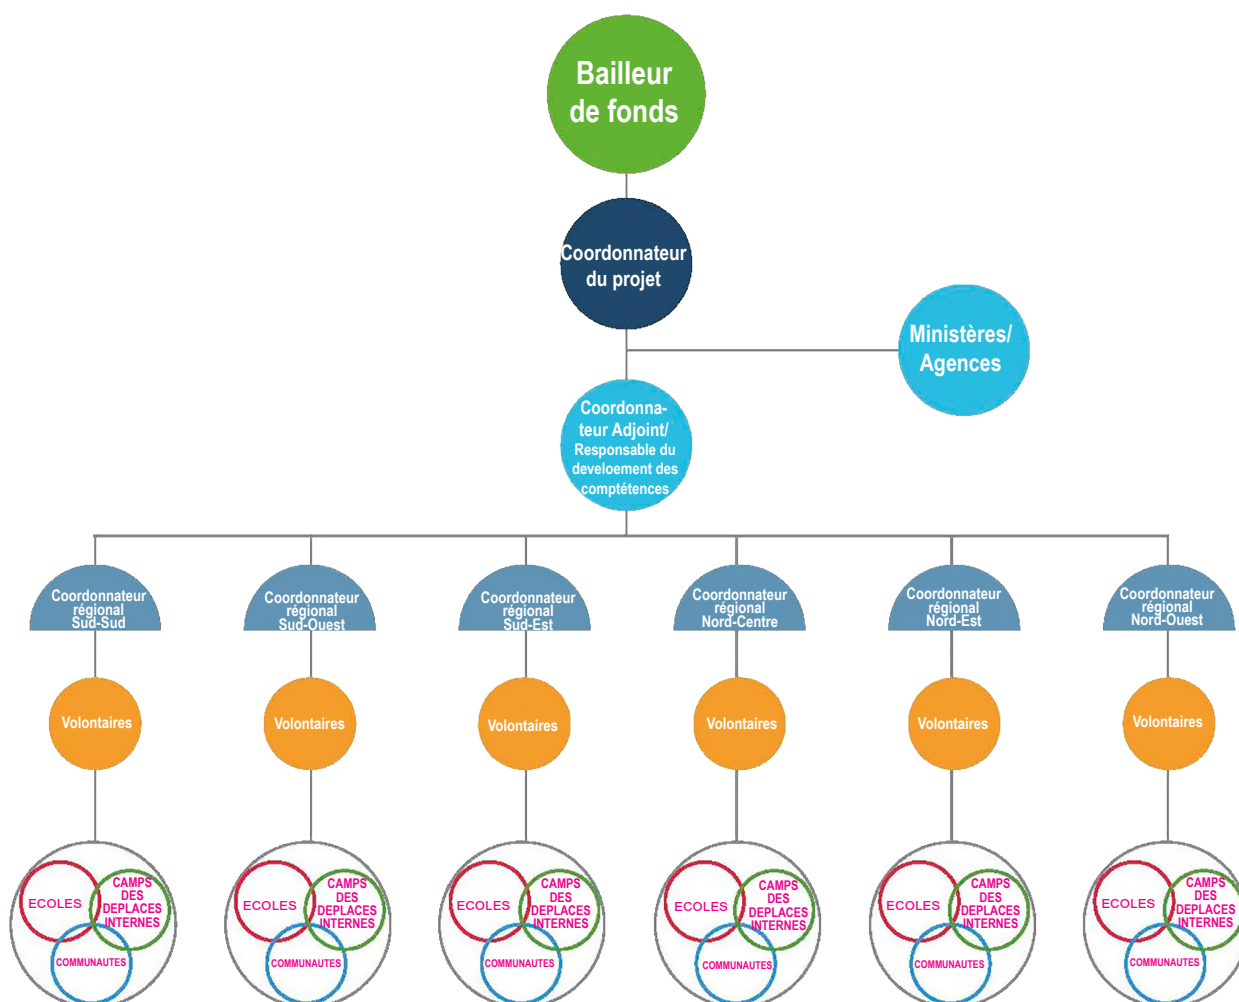 Bailleur
de fonds
Coordonnateur
du projet
Ministères/
Agences
Coordonna-
teur Adjoint/
Responsable du
develoement des
comptétences
Coordonnateur
régional
Sud-Sud
Coordonnateur
régional
Sud-Ouest
Coordonnateur
régional
Sud-Est
Coordonnateur
régional
Nord-Centre
Coordonnateur
régional
Nord-Est
Coordonnateur
régional
Nord-Ouest
Volontaires
Volontaires
Volontaires
Volontaires
Volontaires
Volontaires
ECOLES
CAMPS
DES
DEPLACES
INTERNES
COMMUNAUTES
ECOLES
CAMPS
DES
DEPLACES
INTERNES
COMMUNAUTES
ECOLES
CAMPS
DES
DEPLACES
INTERNES
COMMUNAUTES
ECOLES
CAMPS
DES
DEPLACES
INTERNES
COMMUNAUTES
ECOLES
CAMPS
DES
DEPLACES
INTERNES
COMMUNAUTES
ECOLES
CAMPS
DES
DEPLACES
INTERNES
COMMUNAUTES